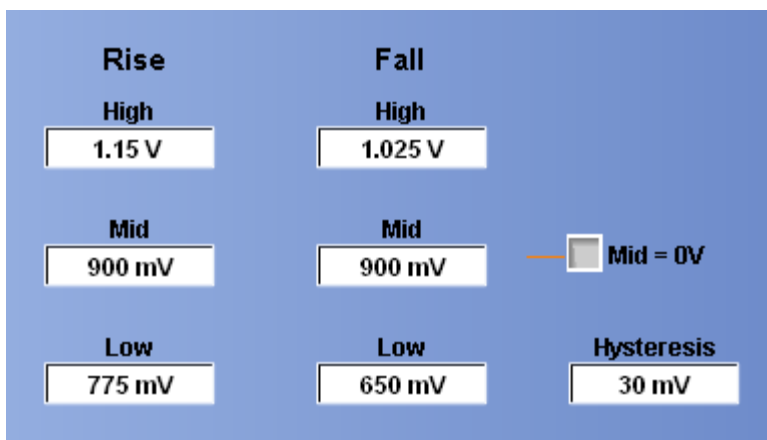 Rise Fall
High High
1.15 V 1.025 V
Mid Mid
900 mV 900 mV Mid = 0V
Low Low Hysteresis
775 mV 650 mV 30 mV